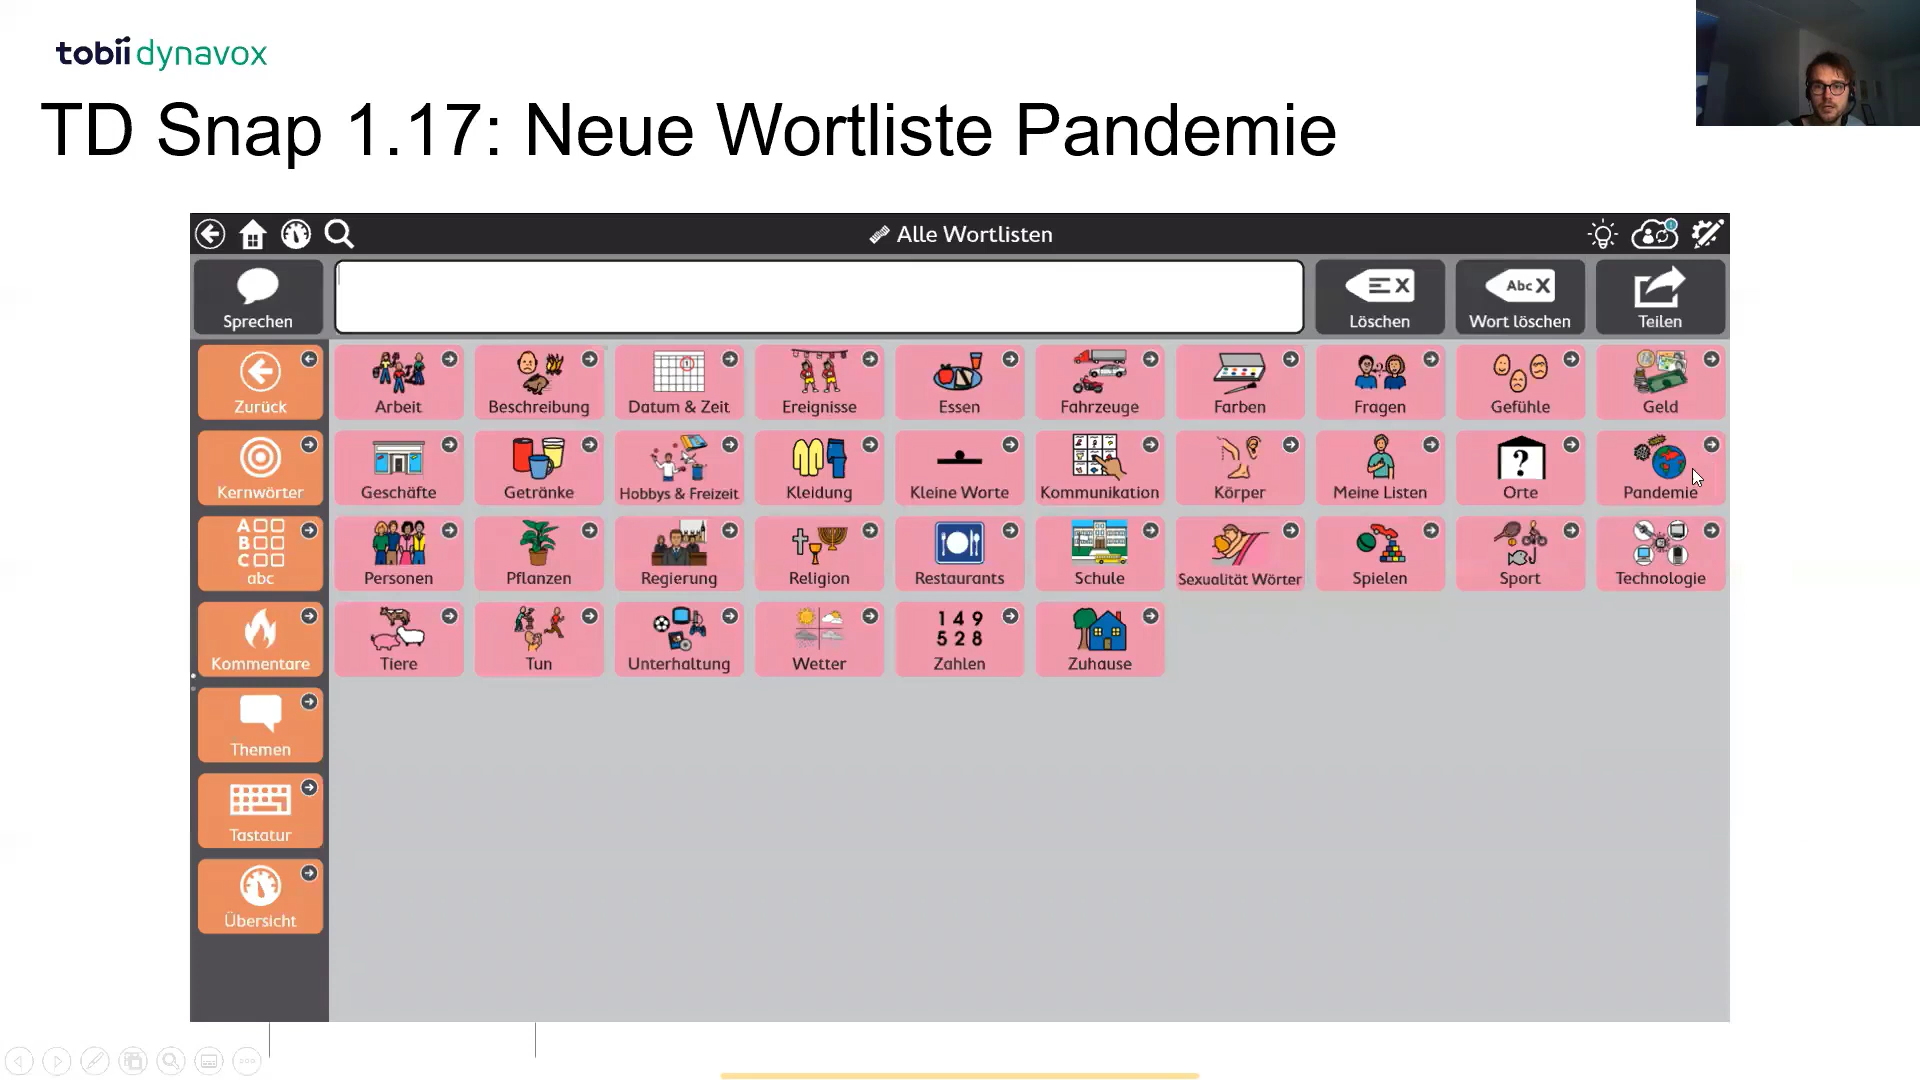 tobii dynavox
TD Snap 1.17: Neue Wortliste Pandemie
Alle Wortlisten
Sprechen
Löschen
Abc X
Wort löschen
Teilen
Zurück
Arbeit
Beschreibung
Datum & Zeit
Ereignisse
Essen
Fahrzeuge
Farben
Fragen
Gefühle
Geld
Kernwörter
Geschäfte
Getränke
Hobbys & Freizeit
Kleidung
Kleine Worte
Kommunikation
Körper
Meine Listen
?
Orte
Pandemie
A
B
C
abc
Personen
Pflanzen
Regierung
Religion
Restaurants
Schule
Sexualität Wörter
Spielen
Sport
Technologie
Kommentare
Tiere
Tun
Unterhaltung
Wetter
1 4 9
5 2 8
Zahlen
Zuhause
Themen
Tastatur
Übersicht